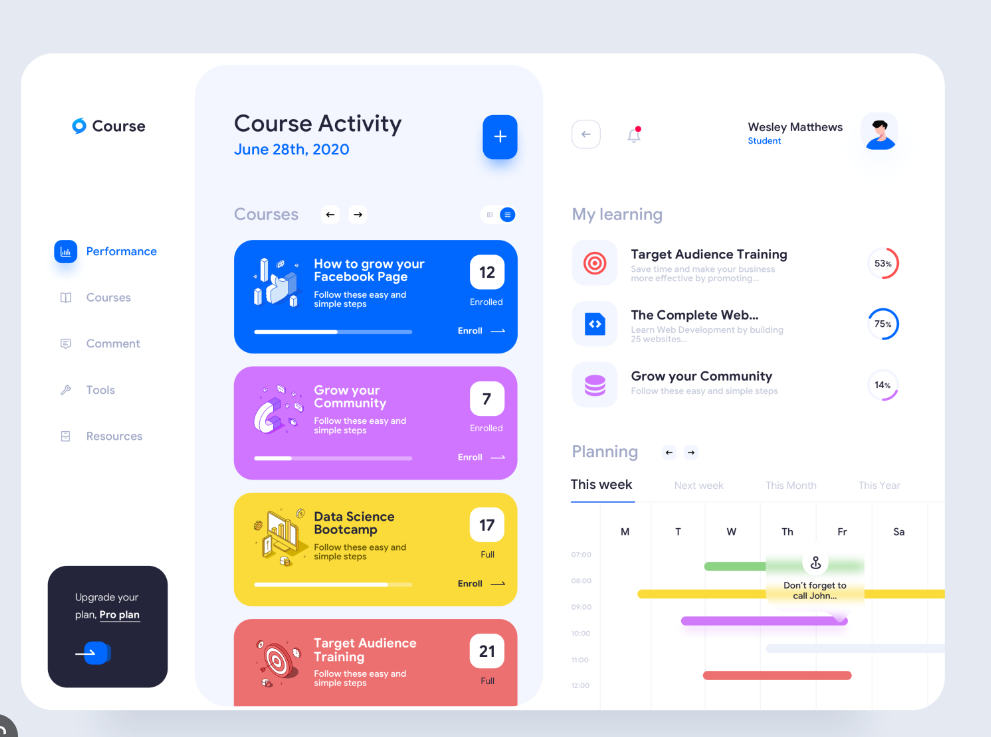 Course
Performance
Courses
Comment
Tools
Resources
Upgrade your
plan, Pro plan
Course Activity
June 28th, 2020
+
Courses
How to grow your
Facebook Page
Follow these easy and
simple steps
12
Enrolled
Enroll
Grow your
Community
Follow these easy and
simple steps
7
Enrolled
Enroll
Data Science
Bootcamp
Follow these easy and
simple steps
17
Full
Enroll
Target Audience
Training
Follow these easy and
simple steps
21
Full
Wesley Matthews
Student
My learning
Target Audience Training
Save time and make your business
more effective by promoting...
53%
The Complete Web...
Learn Web Development by building
25 websites...
75%
Grow your Community
Follow these easy and simple steps
14%
Planning
This week
Next week
This Month
This Year
M T W Th Fr Sa
07:00
08:00
09:00
10:00
11:00
12:00
Don't forget to
call John...